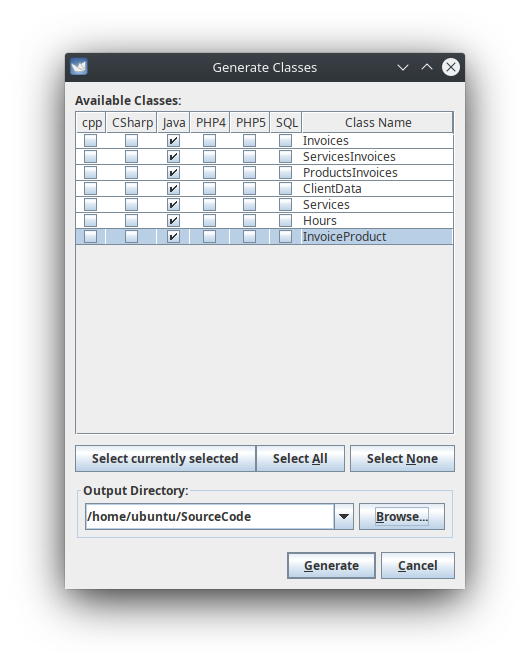 Generate Classes
Available Classes:
cpp CSharp Java PHP4 PHP5 SQL Class Name
Invoices
ServicesInvoices
ProductsInvoices
ClientData
Services
Hours
InvoiceProduct
Select currently selected Select All Select None
Output Directory:
/home/ubuntu/SourceCode Browse...
Generate Cancel